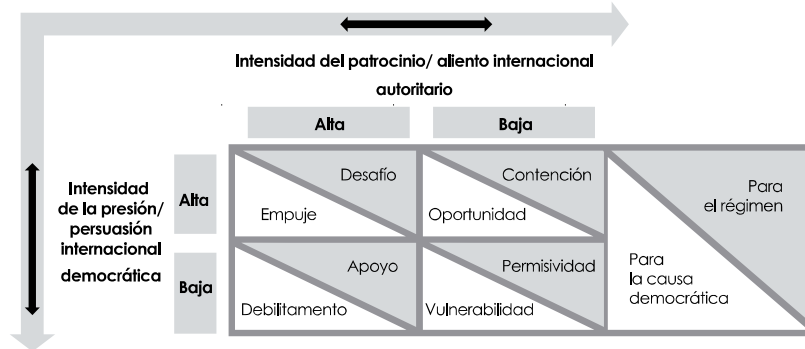 Intensidad del patrocinio/ aliento internacional
autoritario
Alta
Baja
Intensidad
de la presión/
persuasión
internacional
democrática
Alta
Desafío
Empuje
Contención
Oportunidad
Para
el régimen
Baja
Apoyo
Debilitamento
Permisividad
Vulnerabilidad
Para
la causa
democrática